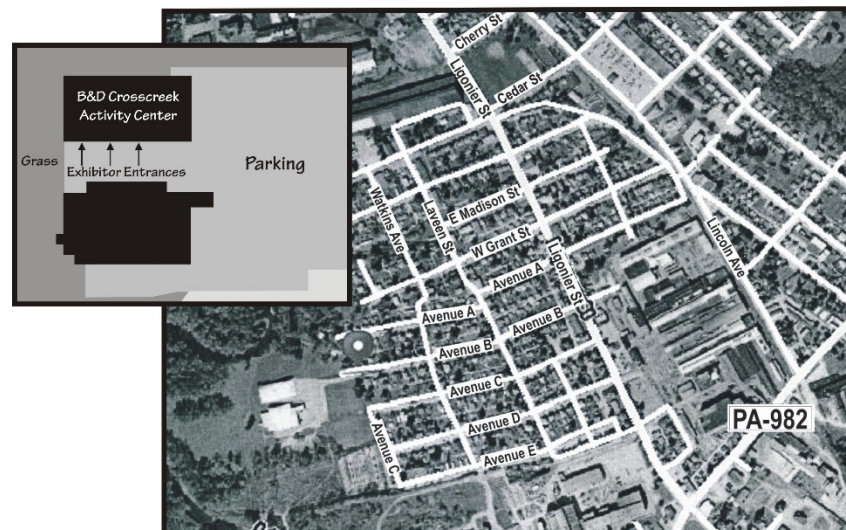 B&D Crosscreek
Activity Center
Grass
Exhibitor Entrances
Parking
Cherry St
Ligonier St
Cedar St
Watkins Ave
Laveen St
E Madison St
W Grant St
Ligonier St
Lincoln Ave
Avenue A
Avenue A
Avenue B
Avenue B
Avenue C
Avenue D
Avenue C
Avenue E
PA-982